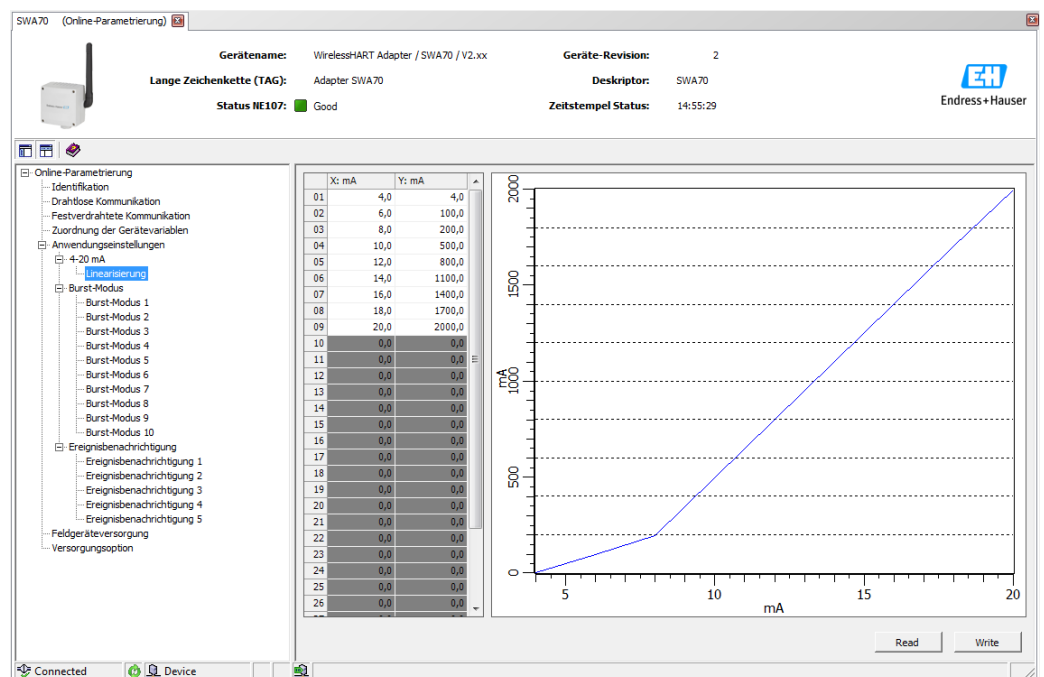 SWA70 (Online-Parametrierung)
Gerätename: WirelessHART Adapter / SWA70 / V2.xx Geräte-Revision: 2
Lange Zeichenkette (TAG): Adapter SWA70 Deskriptor: SWA70
Status NE107: Good Zeitstempel Status: 14:55:29
EH
Endress+Hauser
Online-Parametrierung
Identifikation
Drahtlose Kommunikation
Festverdrahtete Kommunikation
Zuordnung der Gerätevariablen
Anwendungseinstellungen
4-20 mA
Linearisierung
Burst-Modus
Burst-Modus 1
Burst-Modus 2
Burst-Modus 3
Burst-Modus 4
Burst-Modus 5
Burst-Modus 6
Burst-Modus 7
Burst-Modus 8
Burst-Modus 9
Burst-Modus 10
Ereignisbenachrichtigung
Ereignisbenachrichtigung 1
Ereignisbenachrichtigung 2
Ereignisbenachrichtigung 3
Ereignisbenachrichtigung 4
Ereignisbenachrichtigung 5
Feldgeräteversorgung
Versorgungsoption
X: mA Y: mA
01 4,0 4,0
02 6,0 100,0
03 8,0 200,0
04 10,0 500,0
05 12,0 800,0
06 14,0 1100,0
07 16,0 1400,0
08 18,0 1700,0
09 20,0 2000,0
10 0,0 0,0
11 0,0 0,0
12 0,0 0,0
13 0,0 0,0
14 0,0 0,0
15 0,0 0,0
16 0,0 0,0
17 0,0 0,0
18 0,0 0,0
19 0,0 0,0
20 0,0 0,0
21 0,0 0,0
22 0,0 0,0
23 0,0 0,0
24 0,0 0,0
25 0,0 0,0
26 0,0 0,0
2000
1500
1000
500
0
mA
5 10 15 20
mA
Read Write
Connected Device